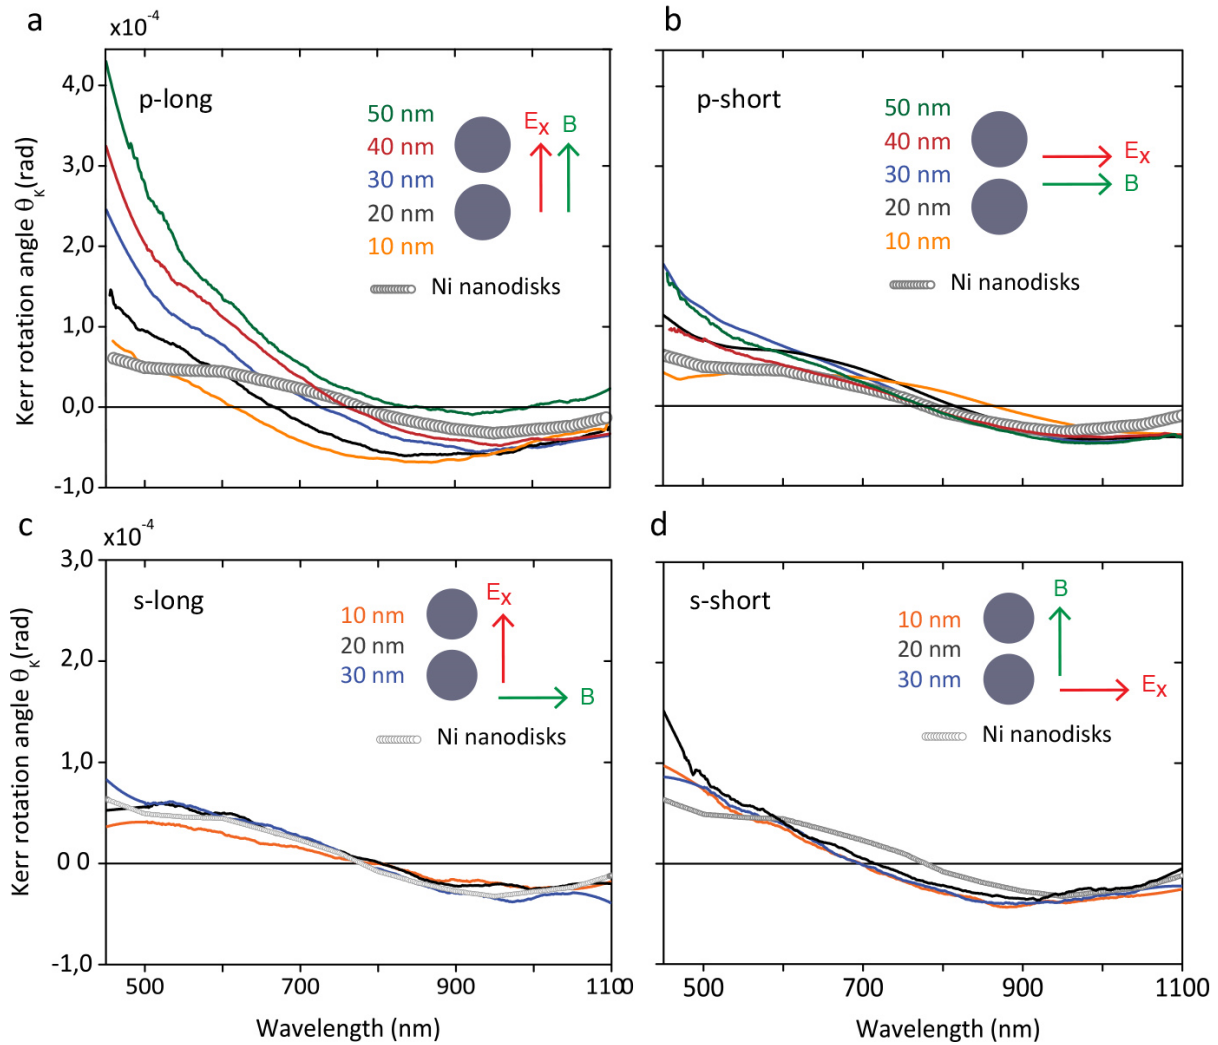 a
x10-4
p-long
50 nm
40 nm
30 nm
20 nm
10 nm
Ex B
Ni nanodisks
4,0
3,0
2,0
1,0
0,0
-1,0
Kerr rotation angle θK(rad)
b
p-short
50 nm
40 nm
30 nm
20 nm
10 nm
Ex
B
Ni nanodisks
c
x10-4
s-long
10 nm
20 nm
30 nm
Ex
B
Ni nanodisks
3,0
2,0
1,0
0 0
-1,0
Kerr rotation angle θK(rad)
500 700 900 1100
Wavelength (nm)
d
s-short
10 nm
20 nm
30 nm
B
Ex
Ni nanodisks
500 700 900 1100
Wavelength (nm)